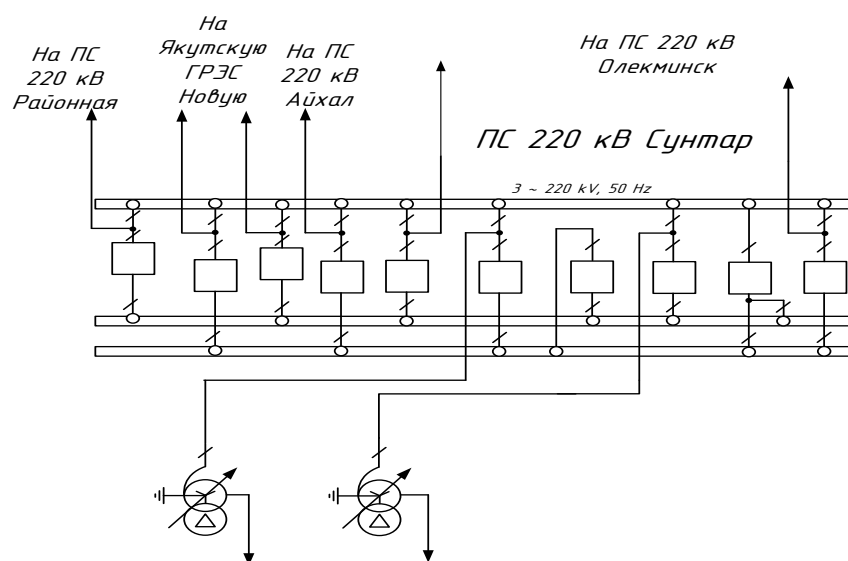 На ПС
220 кВ
Районная
На
Якутскую
ГРЭС
Новую
На ПС
220 кВ
Айхал
На ПС 220 кВ
Олекминск
ПС 220 кВ Сунтар
3 ~ 220 kV, 50 Hz